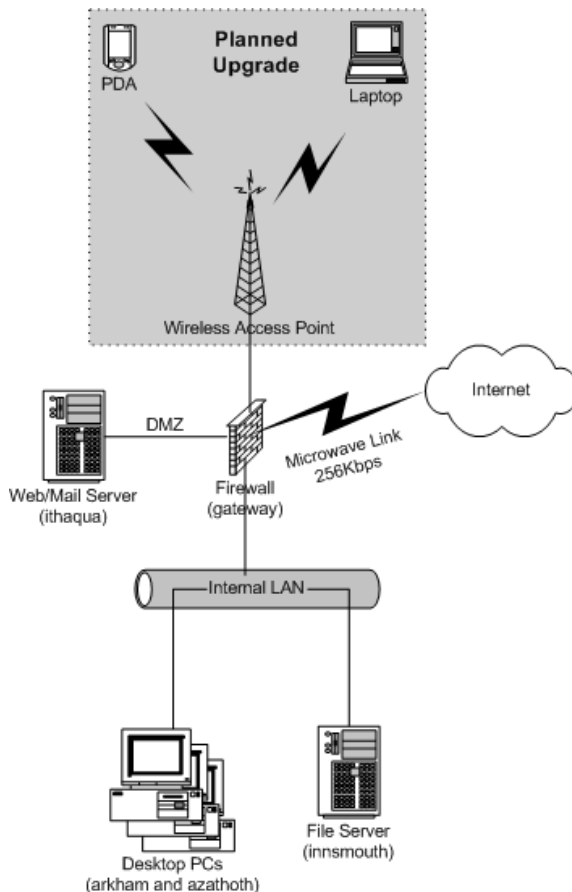 Planned
Upgrade
PDA
Laptop
Wireless Access Point
Internet
DMZ
Microwave Link
256Kbps
Web/Mail Server
(ithaqua)
Firewall
(gateway)
Internal LAN
Desktop PCs
(arkham and azathoth)
File Server
(innsmouth)